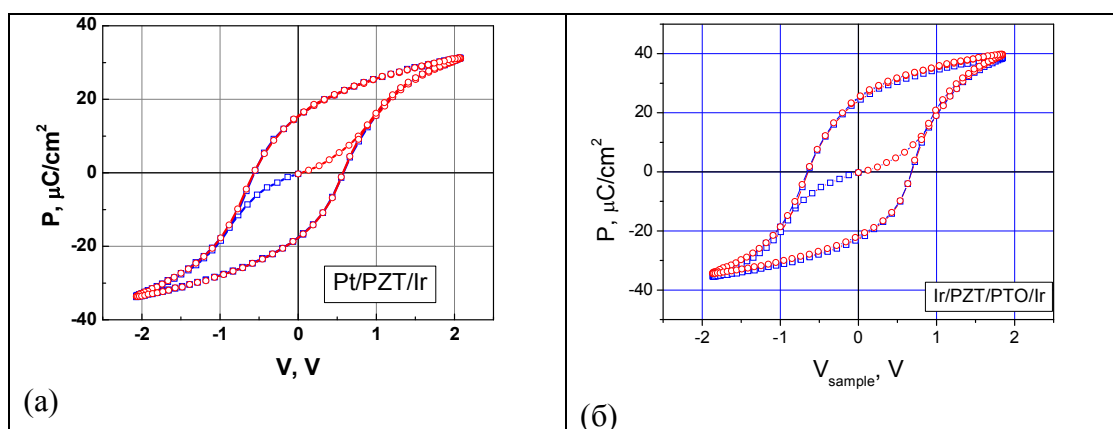 40
20
0
-20
-40
P, μC/cm²
-2
-1
0
1
2
V, V
Pt/PZT/Ir
(а)
40
20
0
-20
-40
P, μC/cm²
-2
-1
0
1
2
V_sample, V
Ir/PZT/PTO/Ir
(б)